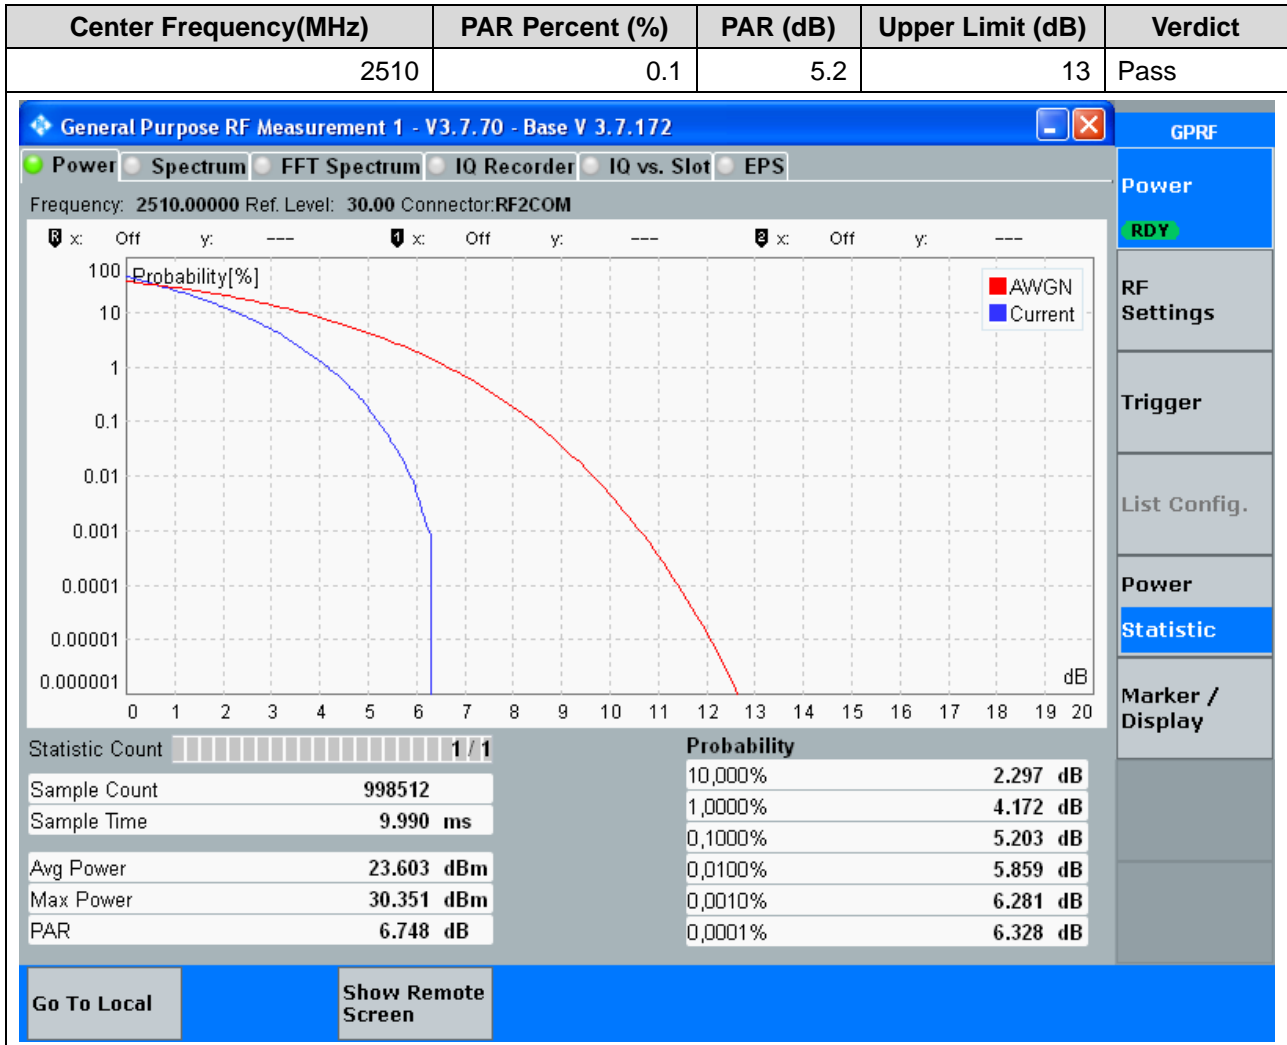 Center Frequency(MHz) PAR Percent (%) PAR (dB) Upper Limit (dB) Verdict
2510 0.1 5.2 13 Pass
General Purpose RF Measurement 1 - V3.7.70 - Base V 3.7.172
GPRF
Power Spectrum FFT Spectrum IQ Recorder IQ vs. Slot EPS
Power
RDY
Frequency: 2510.00000 Ref. Level: 30.00 Connector:RF2COM
R x: Off y: --- 1 x: Off y: --- 2 x: Off y: ---
Probability[%]
AWGN
Current
100
10
1
0.1
0.01
0.001
0.0001
0.00001
0.000001
dB
0 1 2 3 4 5 6 7 8 9 10 11 12 13 14 15 16 17 18 19 20
RF
Settings
Trigger
List Config.
Power
Statistic
Marker /
Display
Statistic Count 1 / 1
Sample Count 998512
Sample Time 9.990 ms
Avg Power 23.603 dBm
Max Power 30.351 dBm
PAR 6.748 dB
Probability
10,000% 2.297 dB
1,0000% 4.172 dB
0,1000% 5.203 dB
0,0100% 5.859 dB
0,0010% 6.281 dB
0,0001% 6.328 dB
Go To Local
Show Remote
Screen